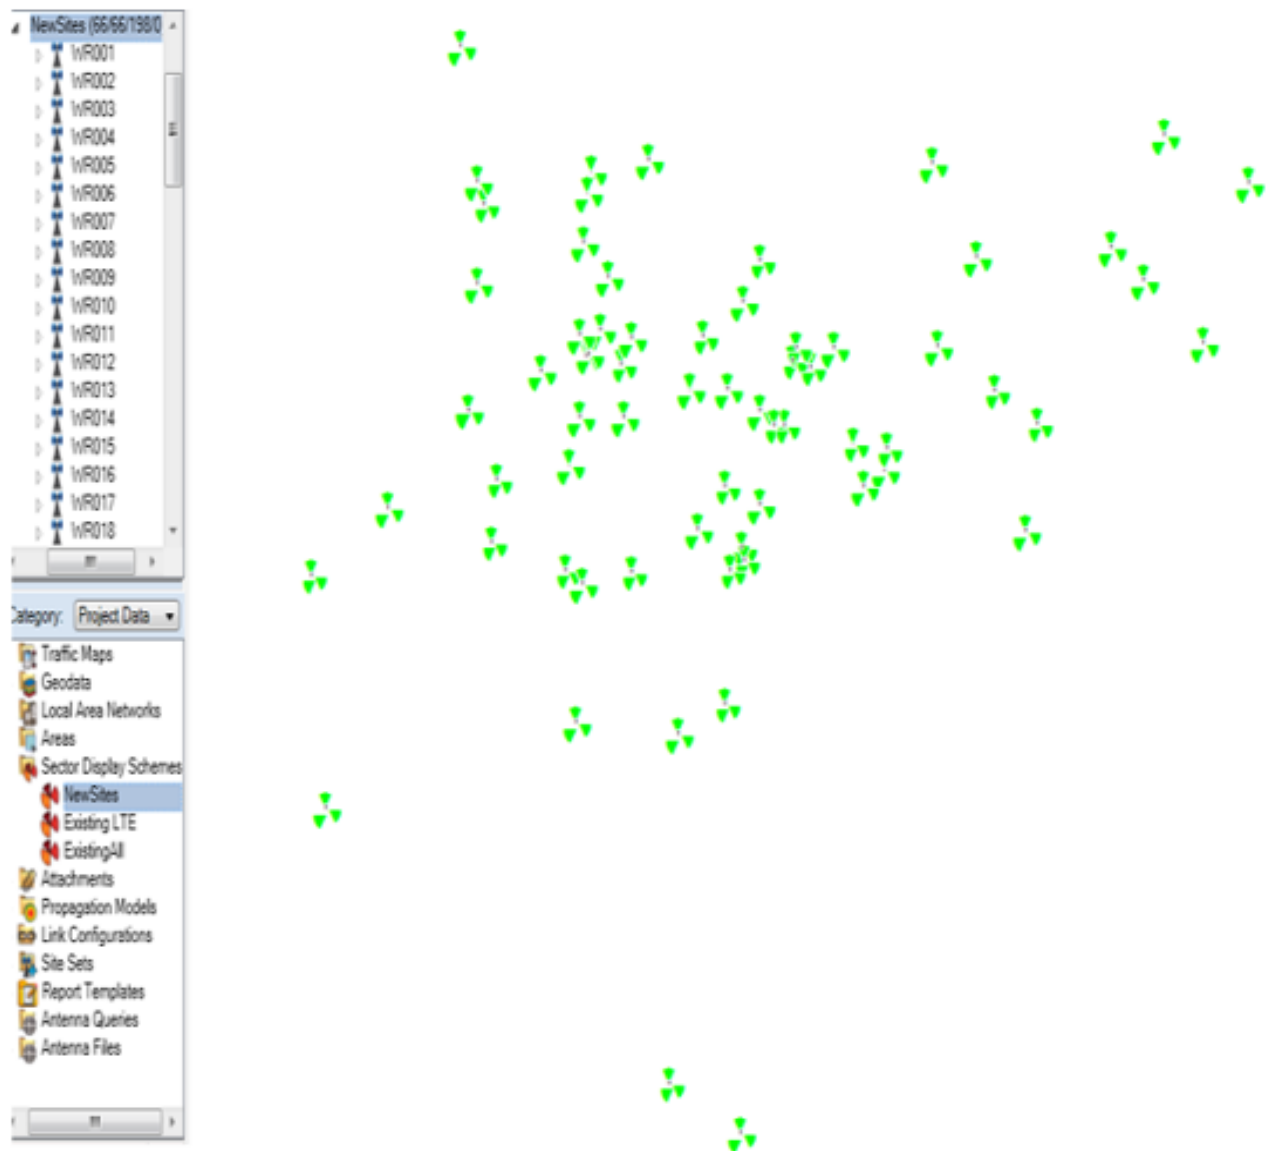 NewSites (66/66/198/0
WR001
WR002
WR003
WR004
WR005
WR006
WR007
WR008
WR009
WR010
WR011
WR012
WR013
WR014
WR015
WR016
WR017
WR018
Category: Project Data
Traffic Maps
Geodata
Local Area Networks
Areas
Sector Display Schemes
NewSites
Existing LTE
ExistingAll
Attachments
Propagation Models
Link Configurations
Site Sets
Report Templates
Antenna Queries
Antenna Files